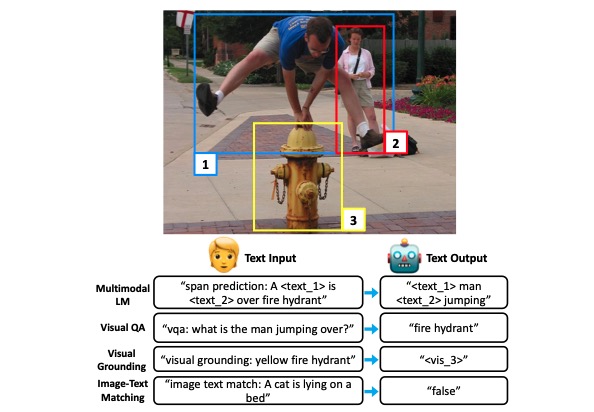 1
2
3
Text Input
Text Output
Multimodal
LM
“span prediction: A <text_1> is
<text_2> over fire hydrant”
“<text_1> man
<text_2> jumping”
Visual QA
“vqa: what is the man jumping over?”
“fire hydrant”
Visual
Grounding
“visual grounding: yellow fire hydrant”
“<vis_3>”
Image-Text
Matching
“image text match: A cat is lying on a
bed”
“false”